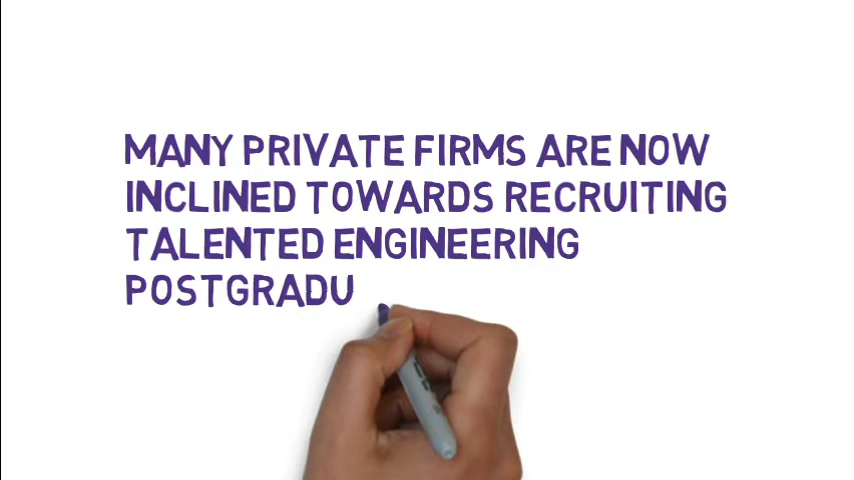 MANY PRIVATE FIRMS ARE NOW
INCLINED TOWARDS RECRUITING
TALENTED ENGINEERING
POSTGRADU